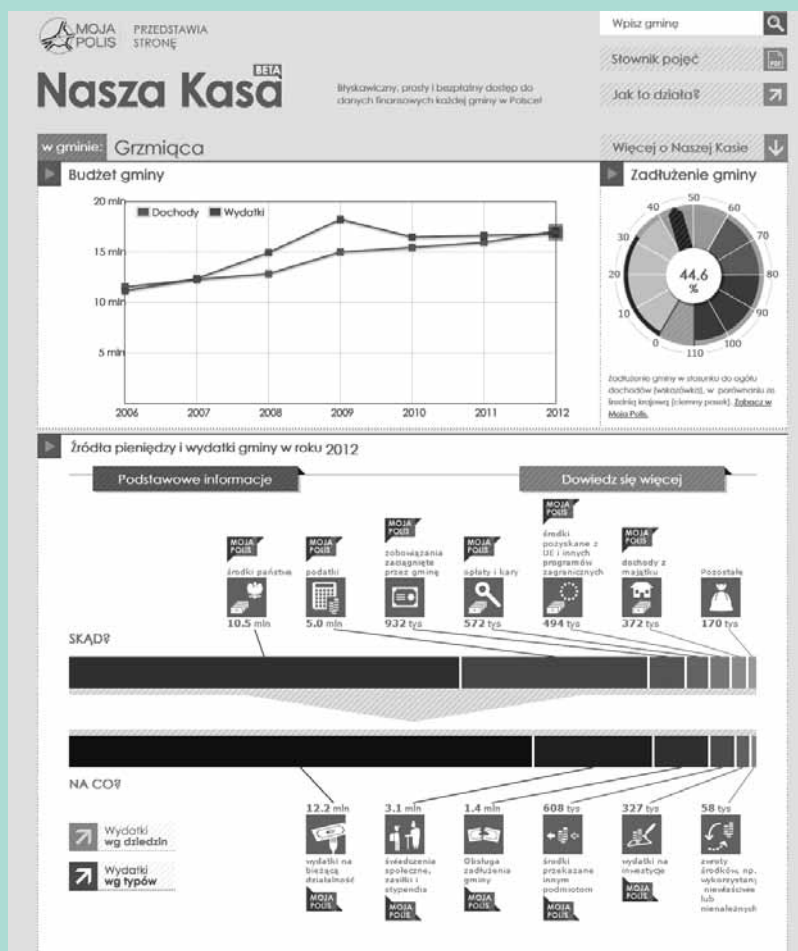 MOJA POLIS
PRZEDSTAWIA
STRONĘ
Nasza Kasa
BETA
Błyskawiczny, prosty i bezpłatny dostęp do
danych finansowych każdej gminy w Polsce!
Wpisz gminę
Słownik pojęć
PDF
Jak to działa?
w gminie: Grzmiąca
Więcej o Naszej Kasie
Budżet gminy
20 mln
15 mln
10 mln
5 mln
Dochody
Wydatki
2006 2007 2008 2009 2010 2011 2012
Zadłużenie gminy
0 10 20 30 40 50 60 70 80 90 100 110
44.6
%
Zadłużenie gminy w stosunku do ogółu
dochodów (wskazówka), w porównaniu ze
średnią krajową (ciemny pasek). Zobacz w
Moja Polis.
Źródła pieniędzy i wydatki gminy w roku 2012
Podstawowe informacje
Dowiedz się więcej
SKĄD?
MOJA POLIS
środki państwa
10.5 mln
MOJA POLIS
podatki
5.0 mln
MOJA POLIS
zobowiązania
zaciągnięte
przez gminę
932 tys
MOJA POLIS
opłaty i kary
572 tys
MOJA POLIS
środki
pozyskane z
UE i innych
programów
zagranicznych
494 tys
MOJA POLIS
dochody z
majątku
372 tys
Pozostałe
170 tys
NA CO?
Wydatki
wg dziedzin
Wydatki
wg typów
12.2 mln
wydatki na
bieżącą
działalność
MOJA POLIS
3.1 mln
świadczenia
społeczne,
zasiłki i
stypendia
MOJA POLIS
1.4 mln
Obsługa
zadłużenia
gminy
MOJA POLIS
608 tys
środki
przekazane
innym
podmiotom
MOJA POLIS
327 tys
wydatki na
inwestycje
MOJA POLIS
58 tys
zwroty
środków, np.
wykorzystany
niewłaściwie
lub
nienależnych